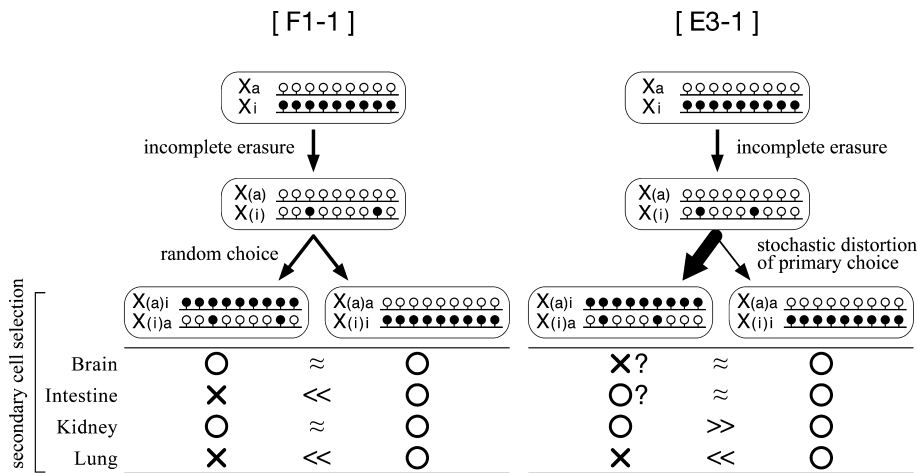 [ F1-1 ] [ E3-1 ]
Xa Xa
Xi Xi
incomplete erasure incomplete erasure
X(a) X(a)
X(i) X(i)
random choice stochastic distortion
of primary choice
X(a)i X(a)a X(a)i X(a)a
X(i)a X(i)i X(i)a X(i)i
secondary cell selection
Brain ≈ ? ≈
Intestine << ? ≈
Kidney ≈ >>
Lung << <<